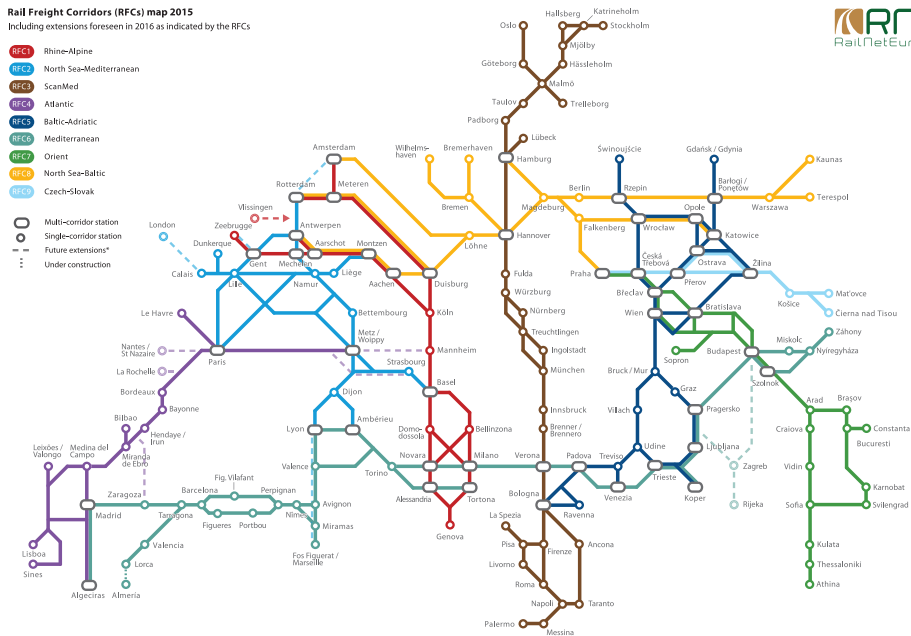 Rail Freight Corridors (RFCs) map 2015
Including extensions foreseen in 2016 as indicated by the RFCs
RFC1 Rhine–Alpine
RFC2 North Sea–Mediterranean
RFC3 ScanMed
RFC4 Atlantic
RFC5 Baltic–Adriatic
RFC6 Mediterranean
RFC7 Orient
RFC8 North Sea–Baltic
RFC9 Czech–Slovak
Multi–corridor station
Single–corridor station
Future extensions*
Under construction
RailNetEur
Oslo
Hallsberg
Katrineholm
Stockholm
Mjölby
Göteborg
Hässleholm
Malmö
Taulov
Trelleborg
Padborg
Lübeck
Hamburg
Amsterdam
Wilhelms–
haven
Bremerhaven
Świnoujście
Gdańsk / Gdynia
Kaunas
Rotterdam
Meteren
Bremen
Magdeburg
Berlin
Rzepin
Barłogi /
Ponętów
Warszawa
Terespol
Vlissingen
London
Zeebrugge
Antwerpen
Dunkerque
Aarschot
Montzen
Löhne
Hannover
Falkenberg
Wrocław
Opole
Katowice
Gent
Mechelen
Calais
Lille
Namur
Liège
Aachen
Duisburg
Fulda
Praha
Česká
Třebová
Ostrava
Přerov
Žilina
Würzburg
Břeclav
Košice
Mat'ovce
Čierna nad Tisou
Le Havre
Bettembourg
Köln
Nürnberg
Wien
Bratislava
Nantes /
St Nazaire
Metz /
Woippy
Treuchtlingen
Záhony
Paris
Mannheim
Ingolstadt
Sopron
Budapest
Miskolc
Nyíregyháza
La Rochelle
Strasbourg
München
Bruck / Mur
Szolnok
Bordeaux
Dijon
Basel
Graz
Bayonne
Innsbruck
Villach
Pragersko
Arad
Braşov
Bilbao
Hendaye /
Irun
Lyon
Ambérieu
Domo–
dossola
Bellinzona
Brenner /
Brennero
Craiova
Constanta
Bucuresti
Leixões /
Valongo
Medina del
Campo
Miranda
de Ebro
Valence
Torino
Novara
Milano
Verona
Padova
Treviso
Udine
Ljubljana
Zagreb
Vidin
Zaragoza
Barcelona
Fig. Vilafant
Perpignan
Avignon
Alessandria
Tortona
Bologna
Venezia
Trieste
Koper
Rijeka
Karnobat
Madrid
Tarragona
Figueres
Portbou
Nîmes
Miramas
Genova
Ravenna
Sofia
Svilengrad
La Spezia
Lisboa
Valencia
Fos Figuerat /
Marseille
Pisa
Firenze
Ancona
Kulata
Sines
Lorca
Livorno
Thessaloniki
Algeciras
Almería
Roma
Athina
Napoli
Taranto
Palermo
Messina